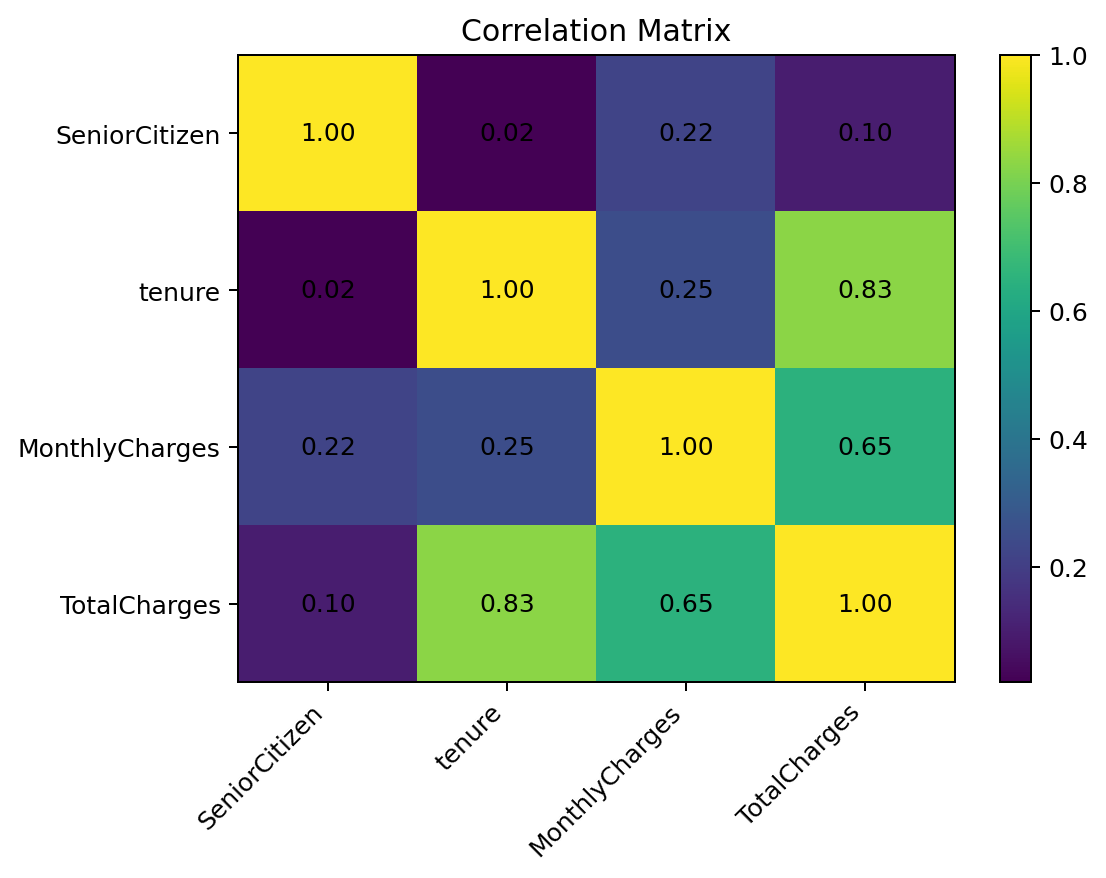 Correlation Matrix
SeniorCitizen 1.00 0.02 0.22 0.10
tenure 0.02 1.00 0.25 0.83
MonthlyCharges 0.22 0.25 1.00 0.65
TotalCharges 0.10 0.83 0.65 1.00
SeniorCitizen tenure MonthlyCharges TotalCharges
1.0
0.8
0.6
0.4
0.2